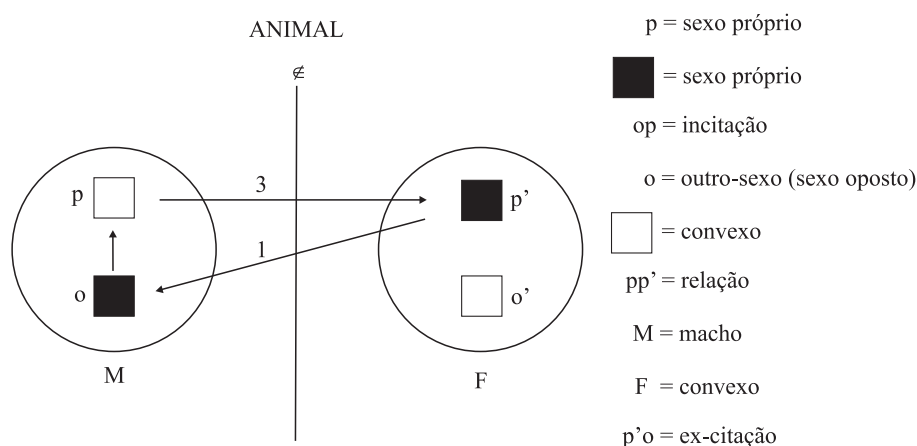 ANIMAL
∉
p
3
p’
1
o
o’
M
F
p = sexo próprio
= sexo próprio
op = incitação
o = outro-sexo (sexo oposto)
= convexo
pp’ = relação
M = macho
F = convexo
p’o = ex-citação